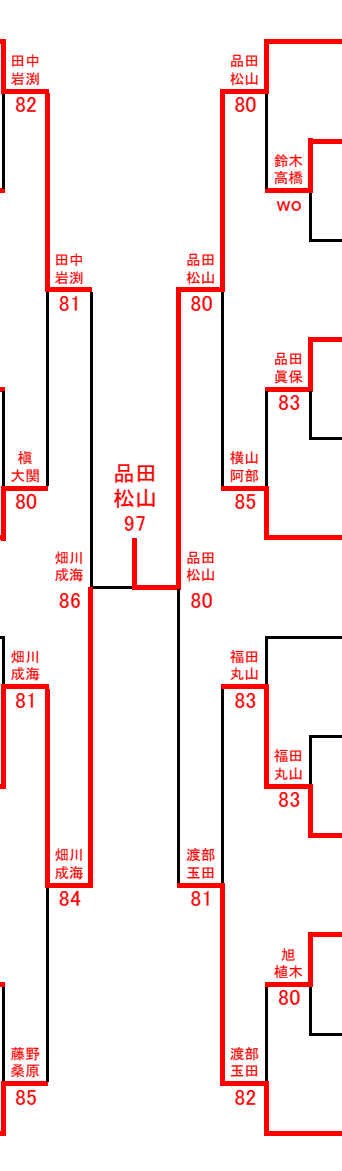 田中
岩渕
82
品田
松山
80
鈴木
高橋
wo
田中
岩渕
81
品田
松山
80
品田
眞保
83
槇
大関
80
品田
松山
97
横山
阿部
85
畑川
成海
86
品田
松山
80
畑川
成海
81
福田
丸山
83
福田
丸山
83
畑川
成海
84
渡部
玉田
81
旭
植木
80
藤野
桑原
85
渡部
玉田
82